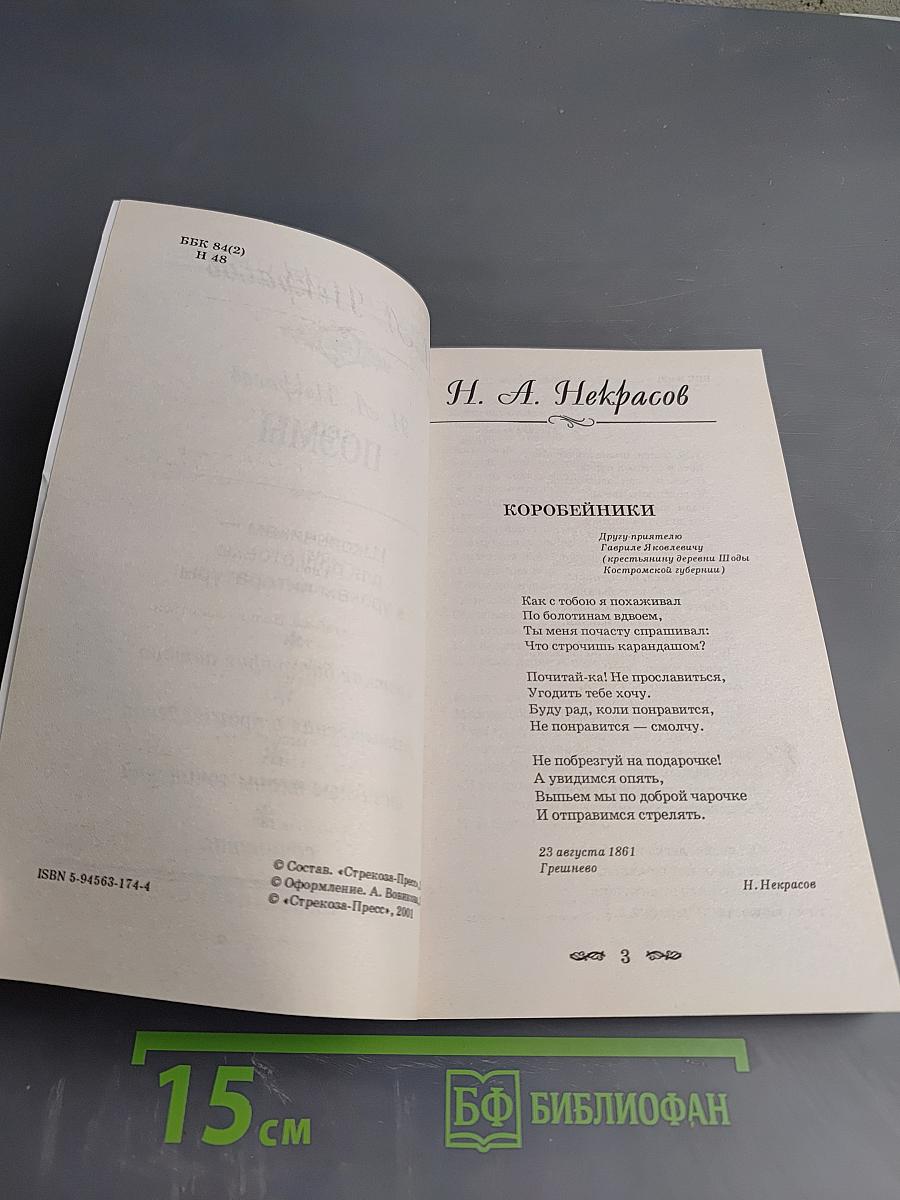 ББК 84(2)
Н 48
ISBN 5-94563-174-4
© Состав. «Стрекоза-Пресс»,
© Оформление. А. Вовикова,
© «Стрекоза-Пресс», 2001
Н. А. Некрасов
КОРОБЕЙНИКИ
Другу-приятелю
Гавриле Яковлевичу
(крестьянину деревни Шоды
Костромской губернии)
Как с тобою я похаживал
По болотинам вдвоем,
Ты меня почасту спрашивал:
Что строчишь карандашом?
Почитай-ка! Не прославиться,
Угодить тебе хочу.
Буду рад, коли понравится,
Не понравится — смолчу.
Не побрезгуй на подарочке!
А увидимся опять,
Выпьем мы по доброй чарочке
И отправимся стрелять.
23 августа 1861
Грешнево
Н. Некрасов
3
15 см
БФ БИБЛИОФАН